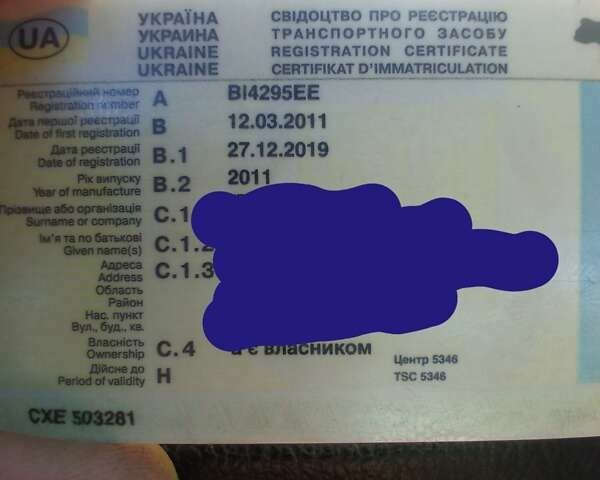 UA
УКРАЇНА
УКРАИНА
UKRAINE
UKRAINE
СВІДОЦТВО ПРО РЕЄСТРАЦІЮ
ТРАНСПОРТНОГО ЗАСОБУ
REGISTRATION CERTIFICATE
CERTIFIKAT D'IMMATRICULATION
Реєстраційний номер
Registration number A BI4295EE
Дата першої реєстрації
Date of first registration B 12.03.2011
Дата реєстрації
Date of registration B.1 27.12.2019
Рік випуску
Year of manufacture B.2 2011
Прізвище або організація
Surname or company C.1
Ім'я та по батькові
Given name(s) C.1.2
Адреса
Address C.1.3
Область
Район
Нас. пункт
Вул., буд., кв.
Власність
Ownership C.4 є власником
Дійсне до
Period of validity H
Центр 5346
TSC 5346
CXE 503281